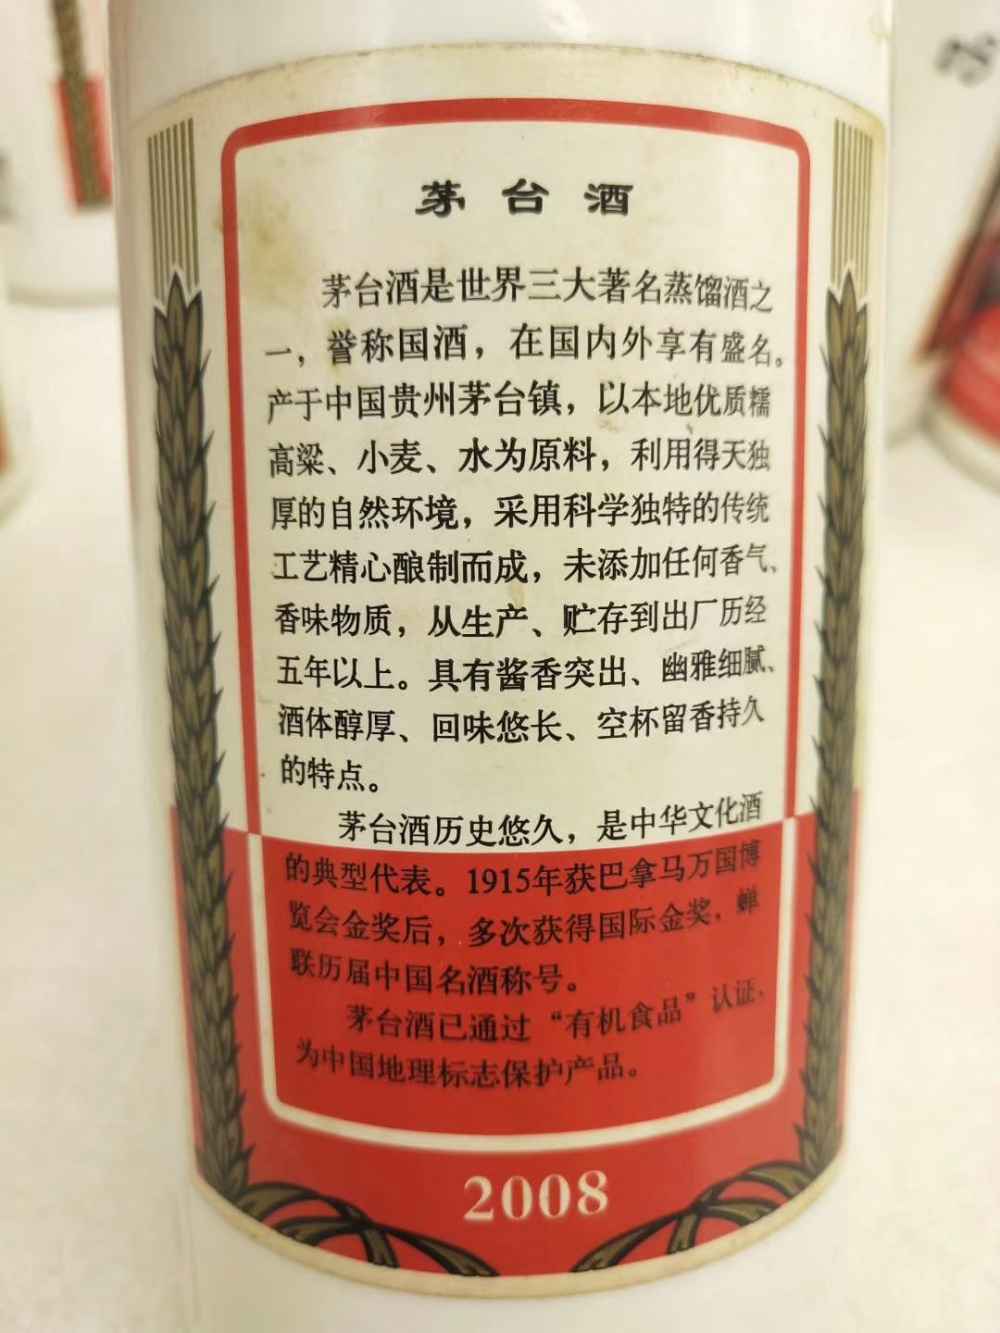 茅台酒
茅台酒是世界三大著名蒸馏酒之
一，誉称国酒，在国内外享有盛名。
产于中国贵州茅台镇，以本地优质糯
高粱、小麦、水为原料，利用得天独
厚的自然环境，采用科学独特的传统
工艺精心酿制而成，未添加任何香气、
香味物质，从生产、贮存到出厂历经
五年以上。具有酱香突出、幽雅细腻、
酒体醇厚、回味悠长、空杯留香持久
的特点。
茅台酒历史悠久，是中华文化酒
的典型代表。1915年获巴拿马万国博
览会金奖后，多次获得国际金奖，蝉
联历届中国名酒称号。
茅台酒已通过“有机食品”认证，
为中国地理标志保护产品。
2008